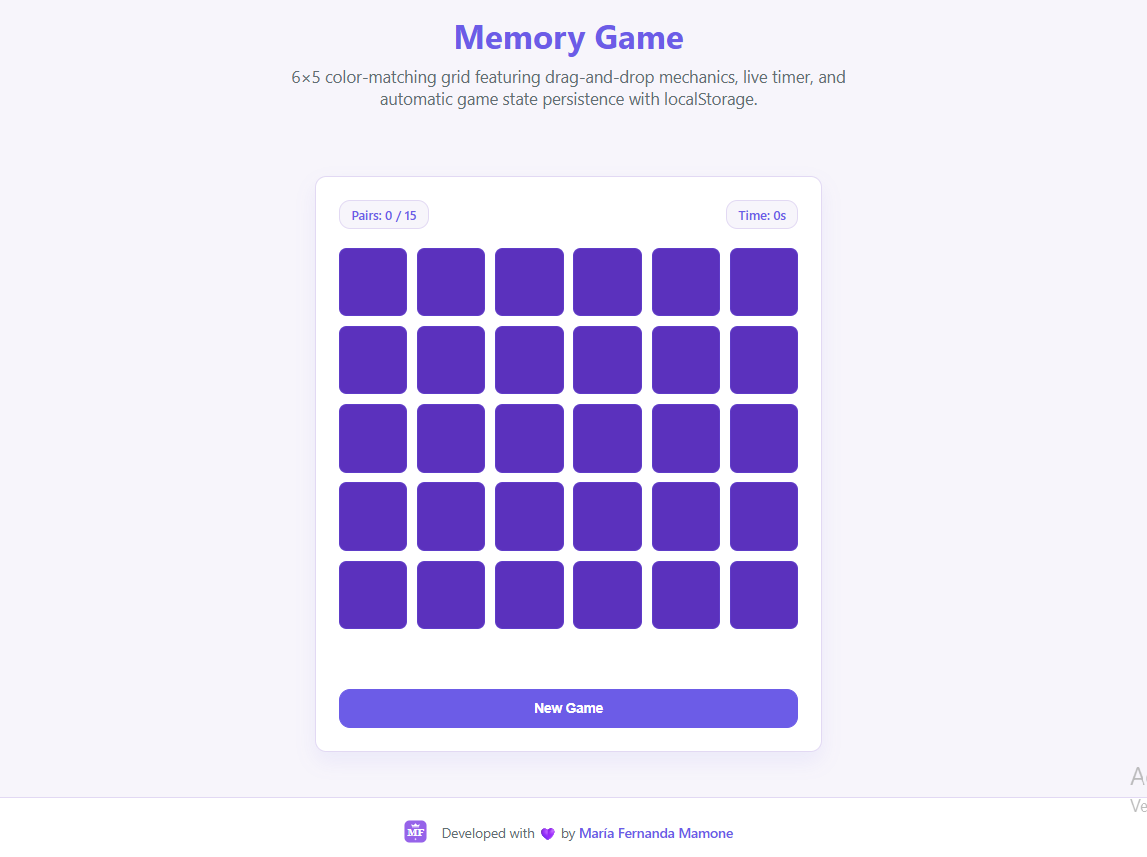 Memory Game
6×5 color-matching grid featuring drag-and-drop mechanics, live timer, and
automatic game state persistence with localStorage.
Pairs: 0 / 15
Time: 0s
New Game
MF
Developed with 💜 by María Fernanda Mamone